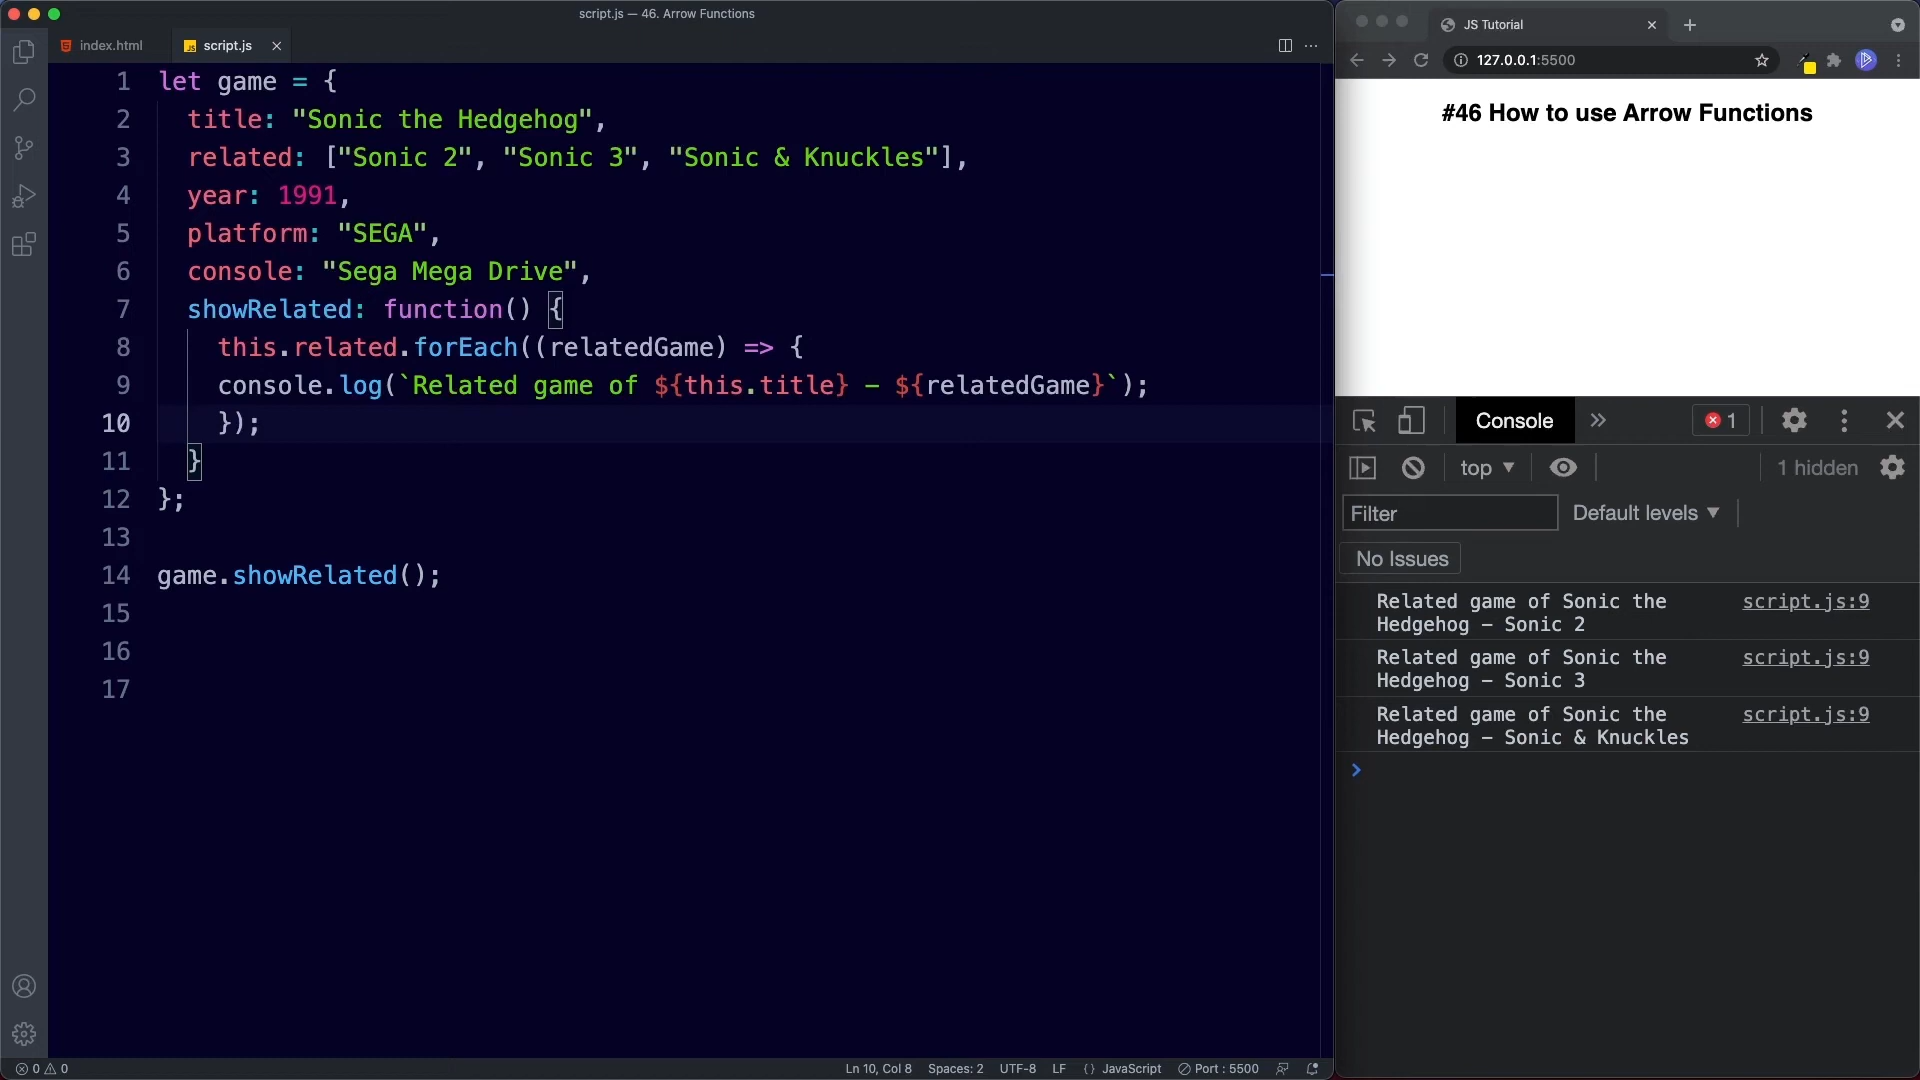 script.js — 46. Arrow Functions
index.html
script.js
1 let game = {
2 title: "Sonic the Hedgehog",
3 related: ["Sonic 2", "Sonic 3", "Sonic & Knuckles"],
4 year: 1991,
5 platform: "SEGA",
6 console: "Sega Mega Drive",
7 showRelated: function() {
8 this.related.forEach((relatedGame) => {
9 console.log(`Related game of ${this.title} – ${relatedGame}`);
10 });
11 }
12 };
13
14 game.showRelated();
15
16
17
0 0
Ln 10, Col 8 Spaces: 2 UTF-8 LF {} JavaScript Port : 5500
JS Tutorial
127.0.0.1:5500
#46 How to use Arrow Functions
Console 1
top 1 hidden
Filter Default levels
No Issues
Related game of Sonic the script.js:9
Hedgehog – Sonic 2
Related game of Sonic the script.js:9
Hedgehog – Sonic 3
Related game of Sonic the script.js:9
Hedgehog – Sonic & Knuckles